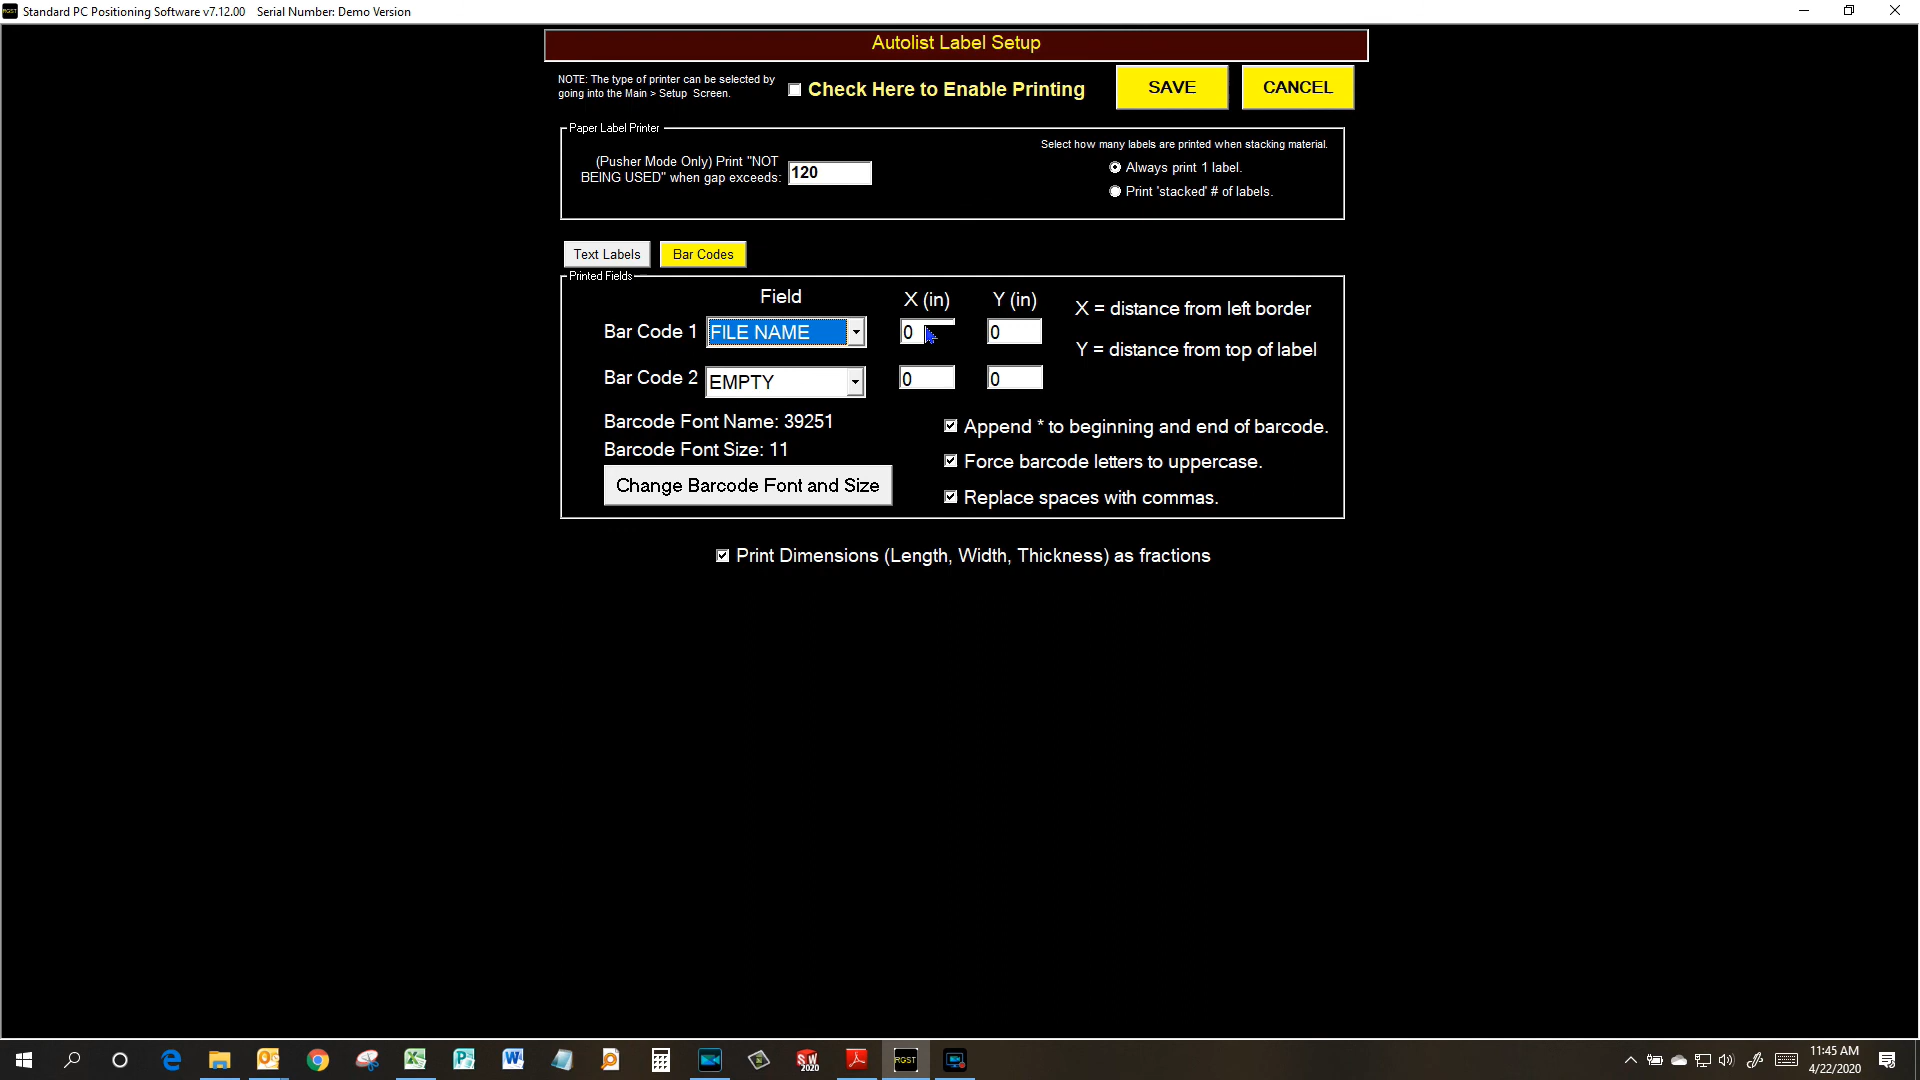 Standard PC Positioning Software v7.12.00 Serial Number: Demo Version
Autolist Label Setup
NOTE: The type of printer can be selected by
going into the Main > Setup Screen.
Check Here to Enable Printing
SAVE
CANCEL
Paper Label Printer
(Pusher Mode Only) Print "NOT
BEING USED" when gap exceeds:
120
Select how many labels are printed when stacking material.
Always print 1 label.
Print 'stacked' # of labels.
Text Labels
Bar Codes
Printed Fields
Field
X (in)
Y (in)
X = distance from left border
Bar Code 1
FILE NAME
0
0
Y = distance from top of label
Bar Code 2
EMPTY
0
0
Barcode Font Name: 39251
Append * to beginning and end of barcode.
Barcode Font Size: 11
Force barcode letters to uppercase.
Change Barcode Font and Size
Replace spaces with commas.
Print Dimensions (Length, Width, Thickness) as fractions
SW
2020
RGST
11:45 AM
4/22/2020